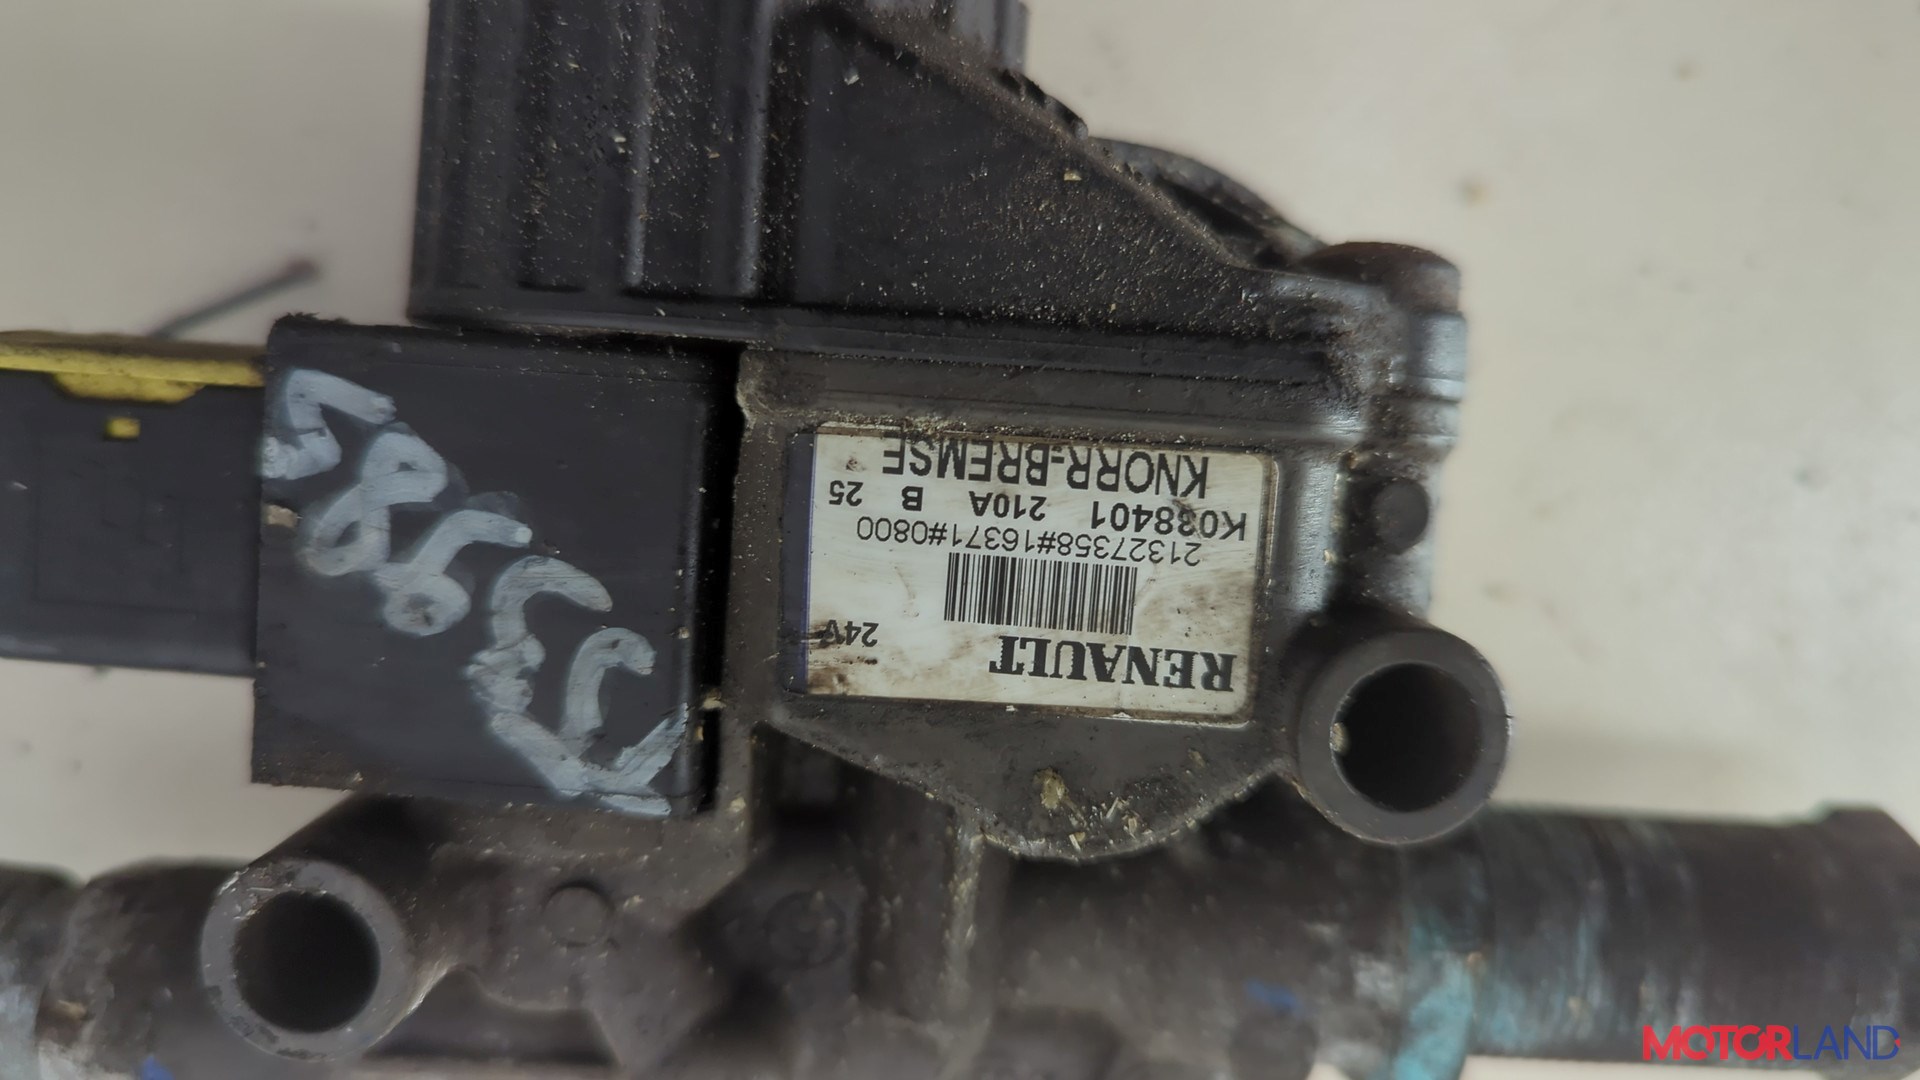 RENAULT
24V
21327358#16371#0800
K038401 210A B 25
KNORR-BREMSE
MOTORLAND